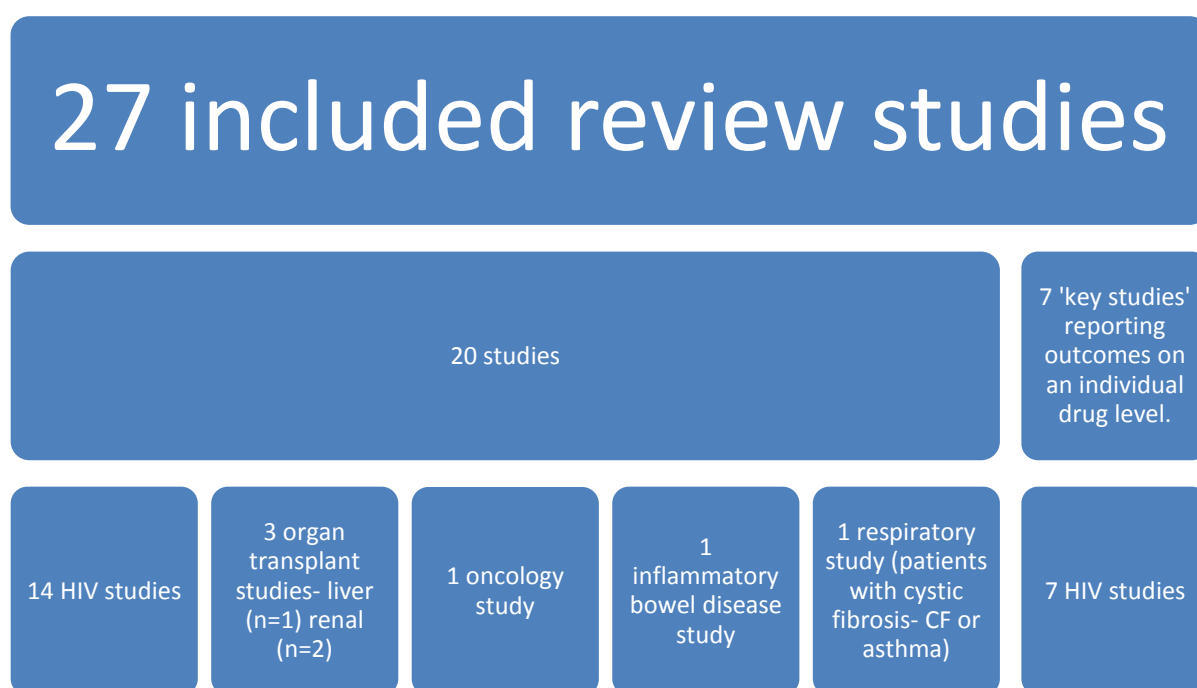 27 included review studies
20 studies
7 'key studies'
reporting
outcomes on
an individual
drug level.
14 HIV studies
3 organ
transplant
studies- liver
(n=1) renal
(n=2)
1 oncology
study
1
inflammatory
bowel disease
study
1 respiratory
study (patients
with cystic
fibrosis- CF or
asthma)
7 HIV studies